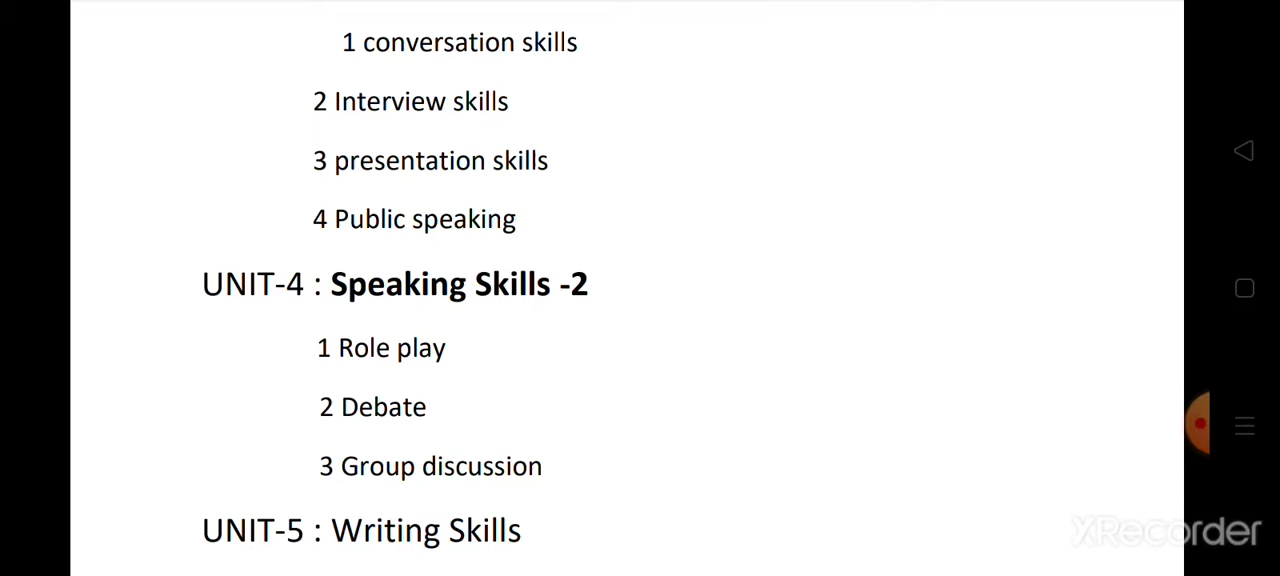 1 conversation skills
2 Interview skills
3 presentation skills
4 Public speaking
UNIT-4 : Speaking Skills -2
1 Role play
2 Debate
3 Group discussion
UNIT-5 : Writing Skills
XRecorder